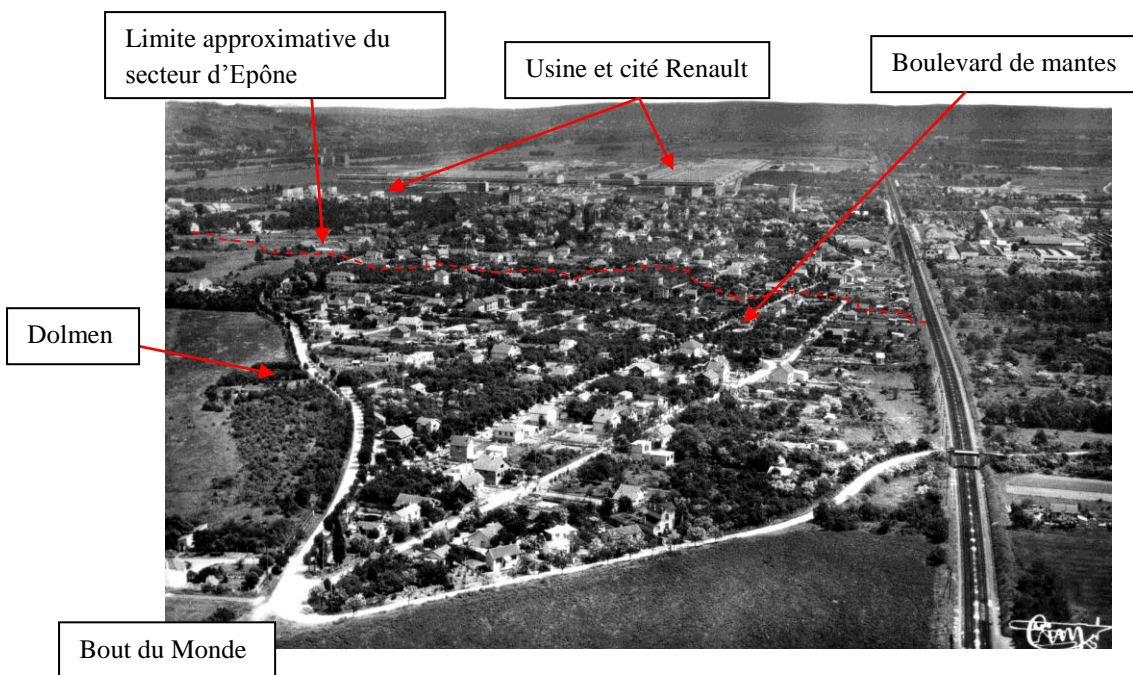 Limite approximative du
secteur d'Epône
Usine et cité Renault
Boulevard de mantes
Dolmen
Bout du Monde